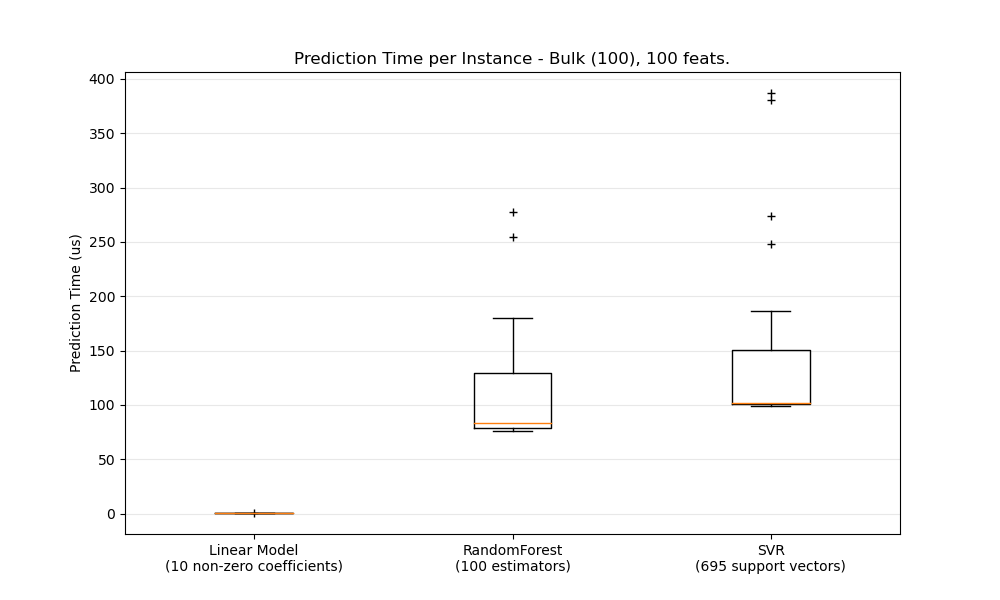 Prediction Time per Instance - Bulk (100), 100 feats.
400
350
300
250
200
150
100
50
0
Prediction Time (us)
Linear Model
(10 non-zero coefficients)
RandomForest
(100 estimators)
SVR
(695 support vectors)